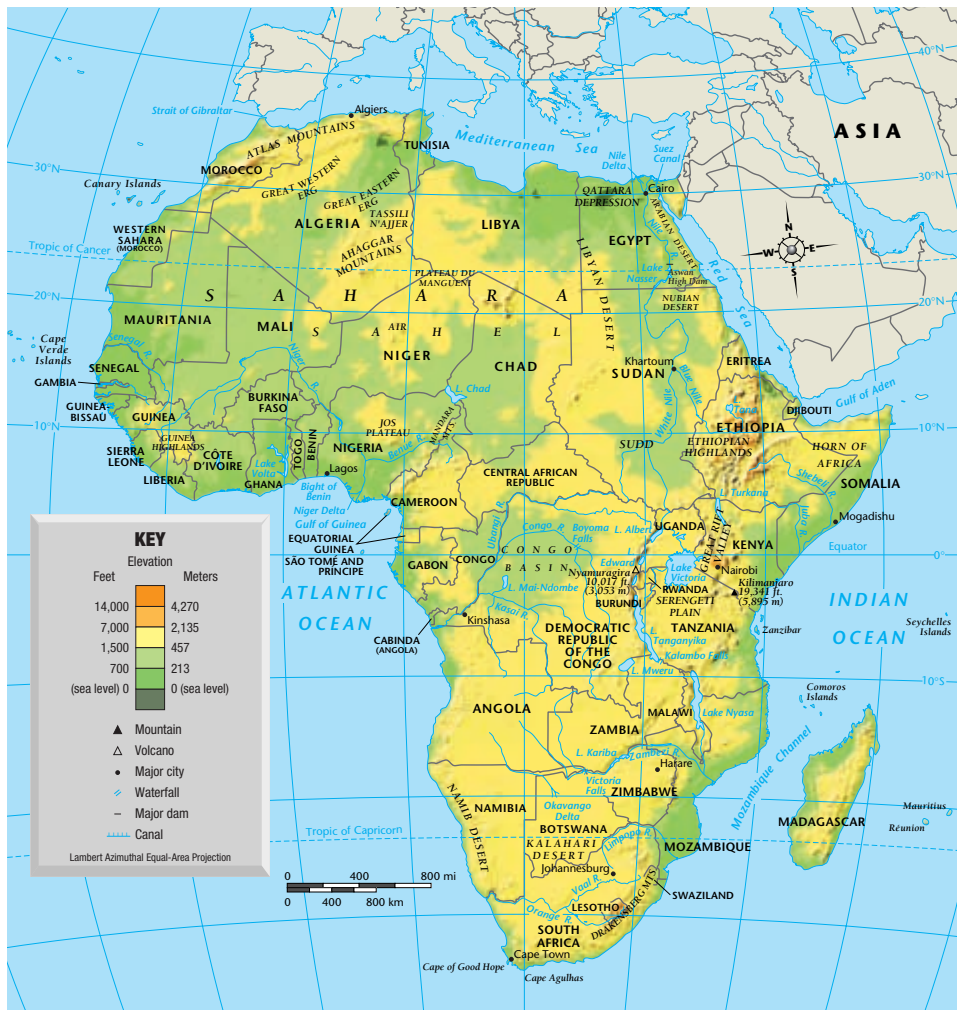 40°N
Strait of Gibraltar
Algiers
ATLAS MOUNTAINS
Mediterranean Sea
ASIA
TUNISIA
Suez
Canal
Nile
Delta
30°N
MOROCCO
GREAT WESTERN
ERG
GREAT EASTERN
ERG
QATTARA
DEPRESSION
Cairo
30°N
Canary Islands
TASSILI
N'AJJER
ALGERIA
LIBYA
ARABIAN DESERT
WESTERN
SAHARA
(MOROCCO)
EGYPT
Nile R.
N
W
E
S
Tropic of Cancer
AHAGGAR
MOUNTAINS
LIBYAN DESERT
Red Sea
PLATEAU DU
MANGUENI
Lake
Nasser
Aswan
High Dam
20°N
SAHARA
NUBIAN
DESERT
20°N
MAURITANIA
MALI
SAHEL
AIR
Cape
Verde
Islands
Senegal R.
Niger R.
NIGER
CHAD
Khartoum
SUDAN
ERITREA
SENEGAL
GAMBIA
Blue Nile
Gulf of Aden
L. Chad
BURKINA
FASO
White Nile
L. Tana
DJIBOUTI
GUINEA-
BISSAU
GUINEA
JOS
PLATEAU
MANDARA
MTS.
ETHIOPIA
10°N
10°N
GUINEA
HIGHLANDS
TOGO
BENIN
NIGERIA
Benue R.
SUDD
ETHIOPIAN
HIGHLANDS
HORN OF
AFRICA
SIERRA
LEONE
CÔTE
D'IVOIRE
Lake
Volta
Lagos
CENTRAL AFRICAN
REPUBLIC
Shebeli R.
SOMALIA
LIBERIA
GHANA
Bight of
Benin
CAMEROON
L. Turkana
Niger Delta
Gulf of Guinea
Ubangi R.
Congo R.
Boyoma
Falls
L. Albert
UGANDA
GREAT RIFT
VALLEY
Juba R.
Mogadishu
EQUATORIAL
GUINEA
CONGO
BASIN
KENYA
Equator
SÃO TOMÉ AND
PRÍNCIPE
GABON
CONGO
L.
Edward
Nyamuragira
10,017 ft.
(3,053 m)
Lake
Victoria
Nairobi
0°
ATLANTIC
OCEAN
L. Mai-Ndombe
RWANDA
BURUNDI
SERENGETI
PLAIN
Kilimanjaro
19,341 ft.
(5,895 m)
INDIAN
OCEAN
Kasai R.
Kinshasa
CABINDA
(ANGOLA)
DEMOCRATIC
REPUBLIC
OF THE
CONGO
TANZANIA
Zanzibar
Seychelles
Islands
L.
Tanganyika
Kalambo Falls
L. Mweru
10°S
Comoros
Islands
ANGOLA
MALAWI
Lake Nyasa
ZAMBIA
L. Kariba
Zambezi R.
Harare
Mozambique Channel
Victoria
Falls
ZIMBABWE
NAMIB DESERT
NAMIBIA
Okavango
Delta
MADAGASCAR
Mauritius
Réunion
Tropic of Capricorn
BOTSWANA
KALAHARI
DESERT
Limpopo R.
MOZAMBIQUE
Johannesburg
Vaal R.
SWAZILAND
LESOTHO
DRAKENSBERG MTS.
Orange R.
SOUTH
AFRICA
Cape Town
Cape of Good Hope
Cape Agulhas
KEY
Elevation
Feet
Meters
14,000
4,270
7,000
2,135
1,500
457
700
213
(sea level) 0
0 (sea level)
Mountain
Volcano
Major city
Waterfall
Major dam
Canal
Lambert Azimuthal Equal-Area Projection
0
400
800 mi
0
400
800 km